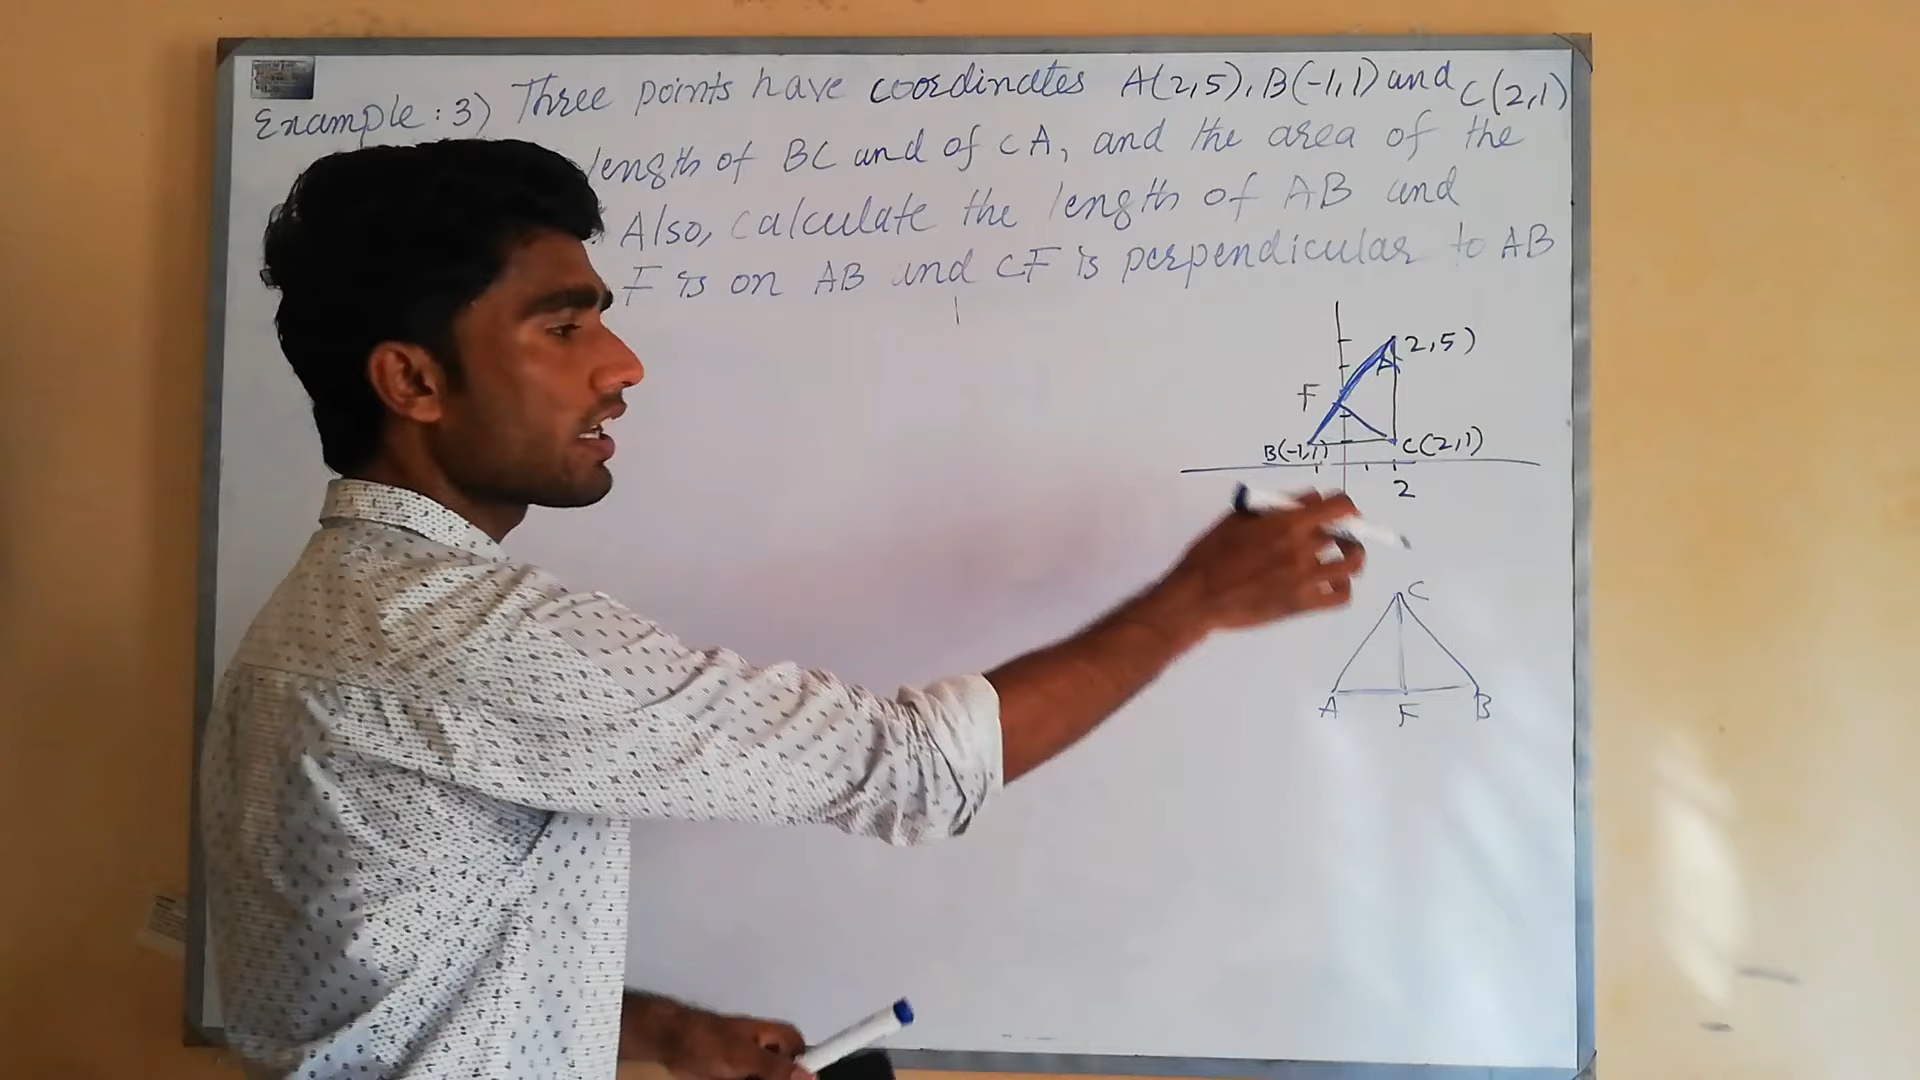 Example: 3) Three points have coordinates A(2,5), B(-1,1) and C(2,1)
length of BC and of CA, and the area of the
Also, calculate the length of AB and
F is on AB and CF is perpendicular to AB
2,5)
A
F
B(-1,1)
C(2,1)
2
C
A
F
B